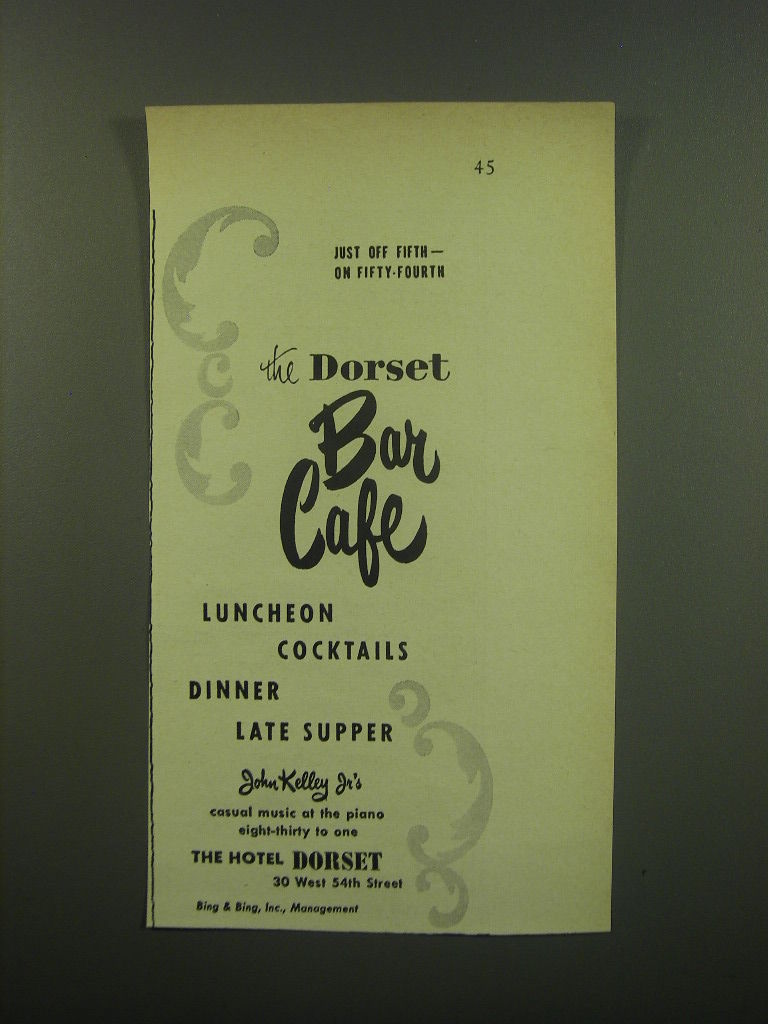 45
JUST OFF FIFTH—
ON FIFTY-FOURTH
the Dorset
Bar
Cafe
LUNCHEON
COCKTAILS
DINNER
LATE SUPPER
John Kelley Jr's
casual music at the piano
eight-thirty to one
THE HOTEL DORSET
30 West 54th Street
Bing & Bing, Inc., Management